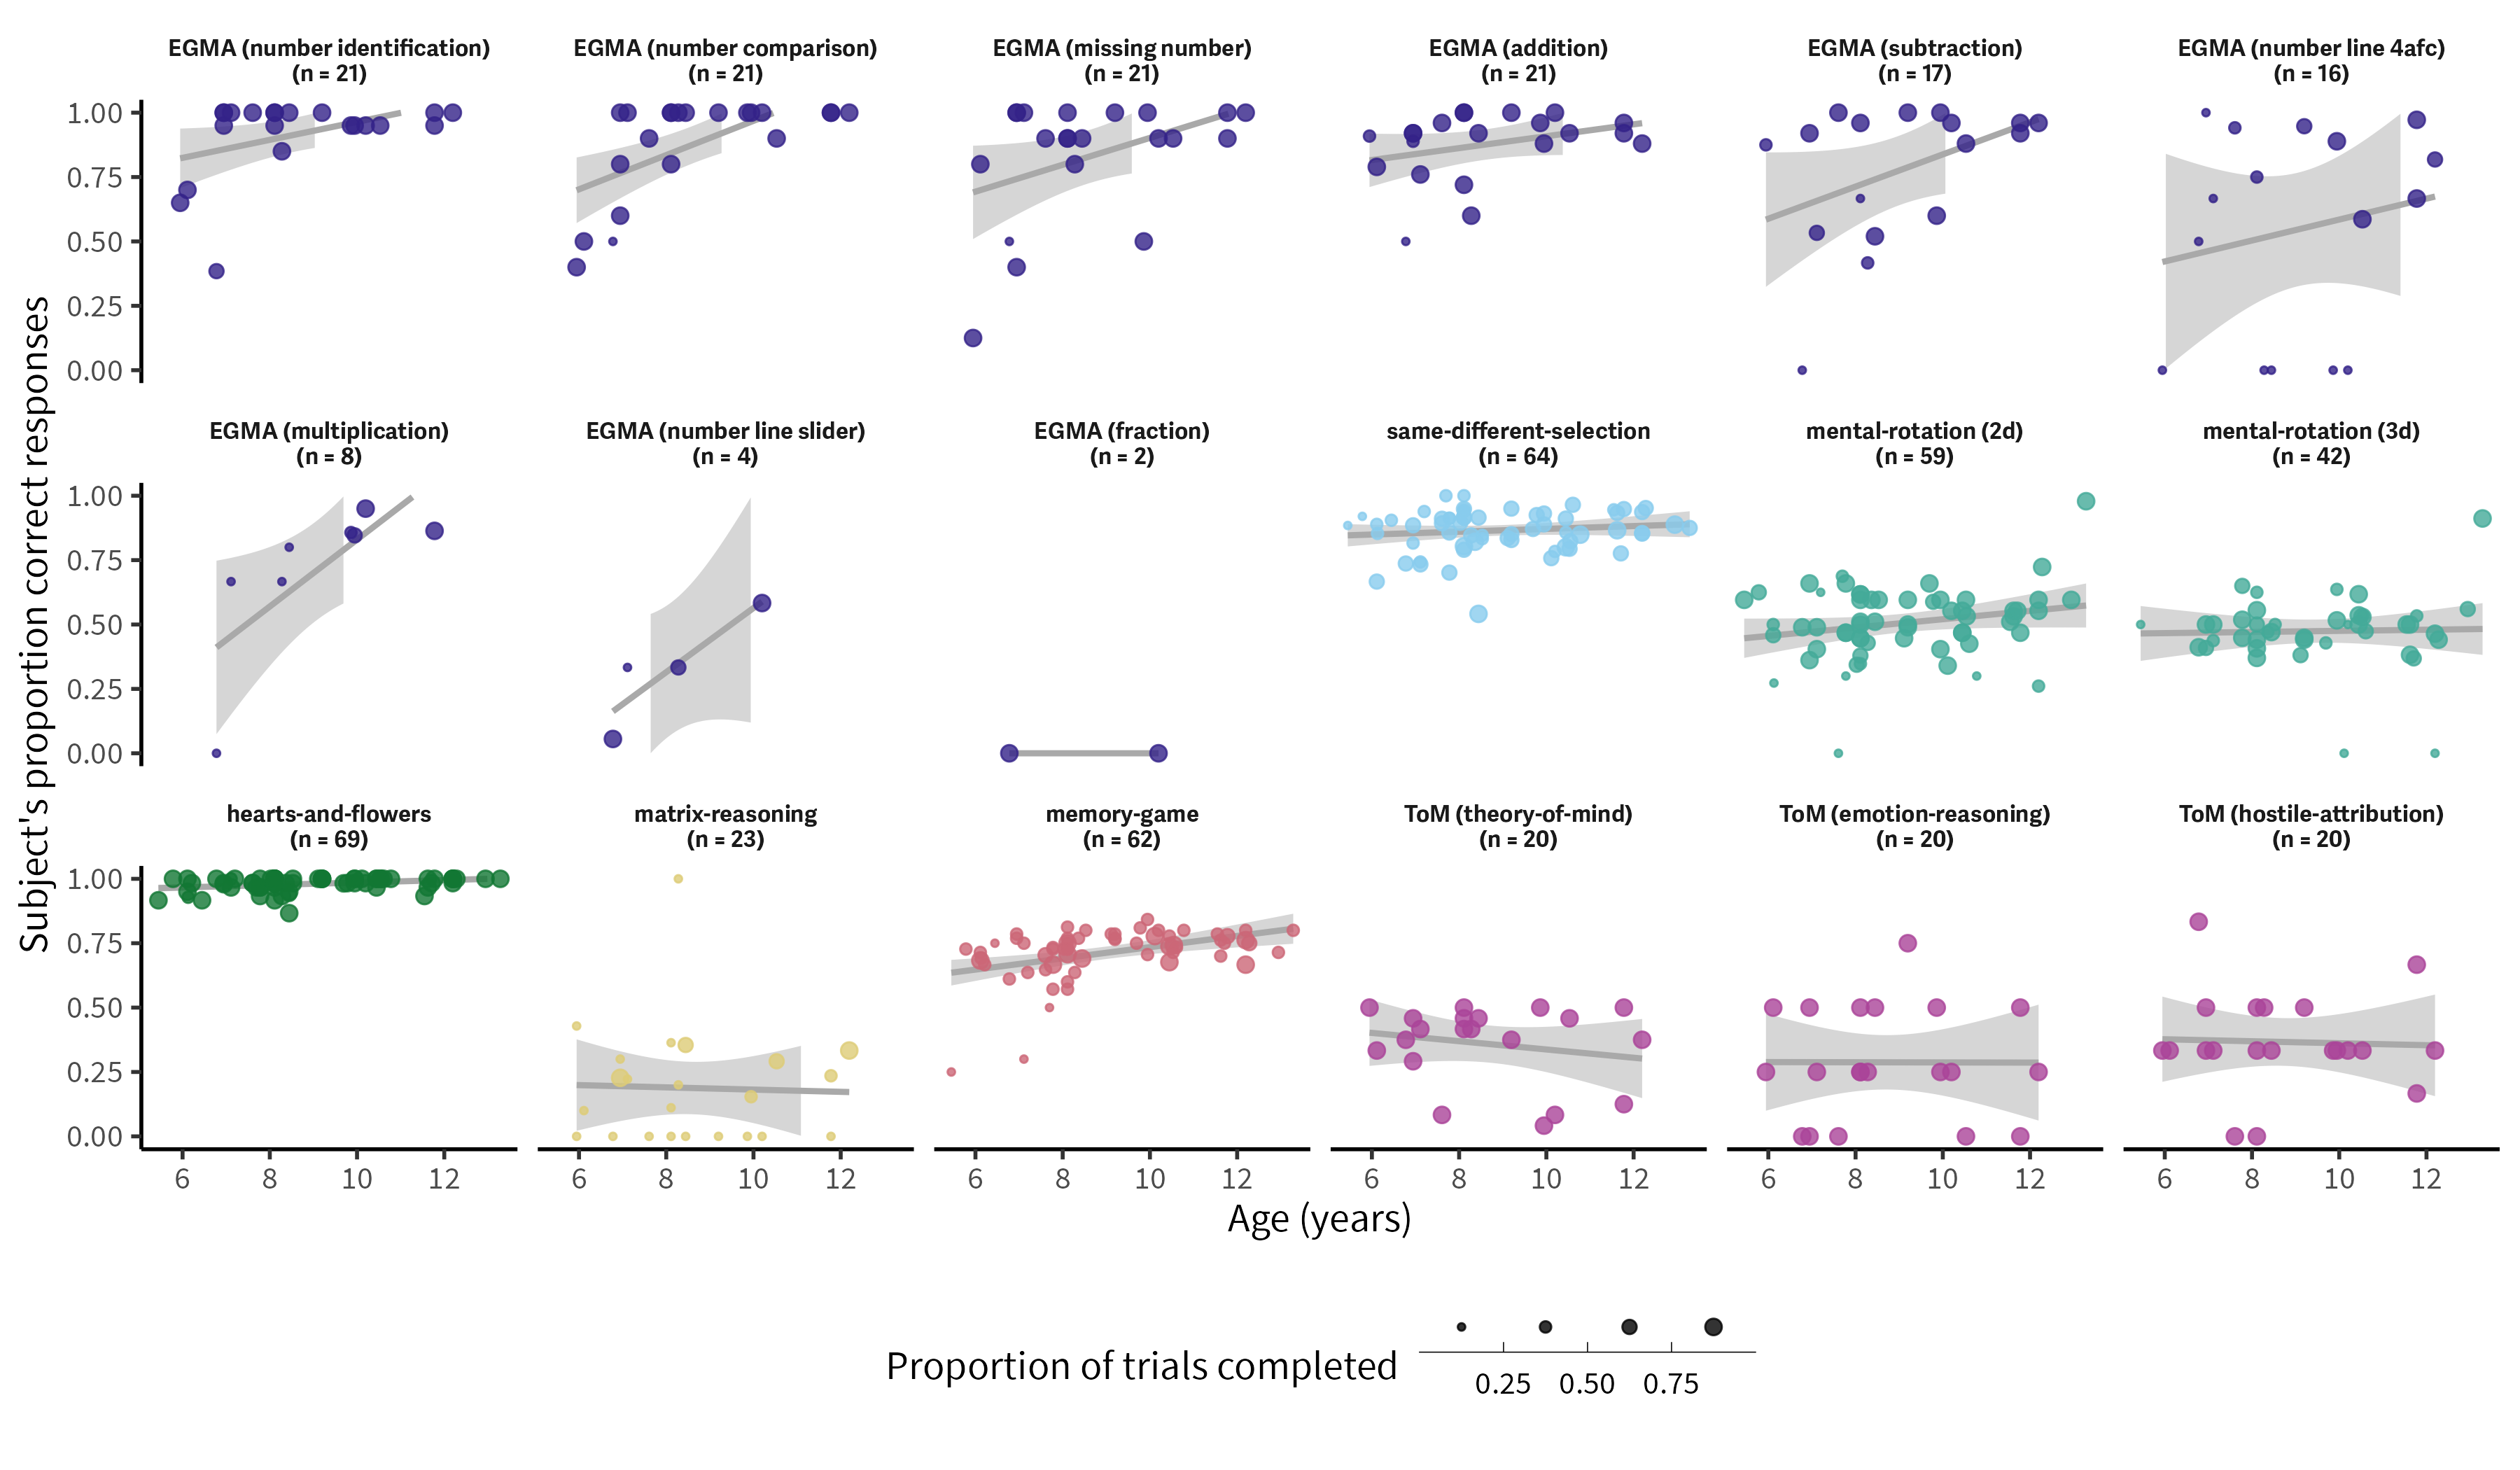 EGMA (number identification)
(n = 21)
EGMA (number comparison)
(n = 21)
EGMA (missing number)
(n = 21)
EGMA (addition)
(n = 21)
EGMA (subtraction)
(n = 17)
EGMA (number line 4afc)
(n = 16)
1.00
0.75
0.50
0.25
0.00
EGMA (multiplication)
(n = 8)
EGMA (number line slider)
(n = 4)
EGMA (fraction)
(n = 2)
same-different-selection
(n = 64)
mental-rotation (2d)
(n = 59)
mental-rotation (3d)
(n = 42)
1.00
0.75
0.50
0.25
0.00
hearts-and-flowers
(n = 69)
matrix-reasoning
(n = 23)
memory-game
(n = 62)
ToM (theory-of-mind)
(n = 20)
ToM (emotion-reasoning)
(n = 20)
ToM (hostile-attribution)
(n = 20)
1.00
0.75
0.50
0.25
0.00
6 8 10 12
6 8 10 12
6 8 10 12
6 8 10 12
6 8 10 12
6 8 10 12
Subject's proportion correct responses
Age (years)
Proportion of trials completed
0.25 0.50 0.75